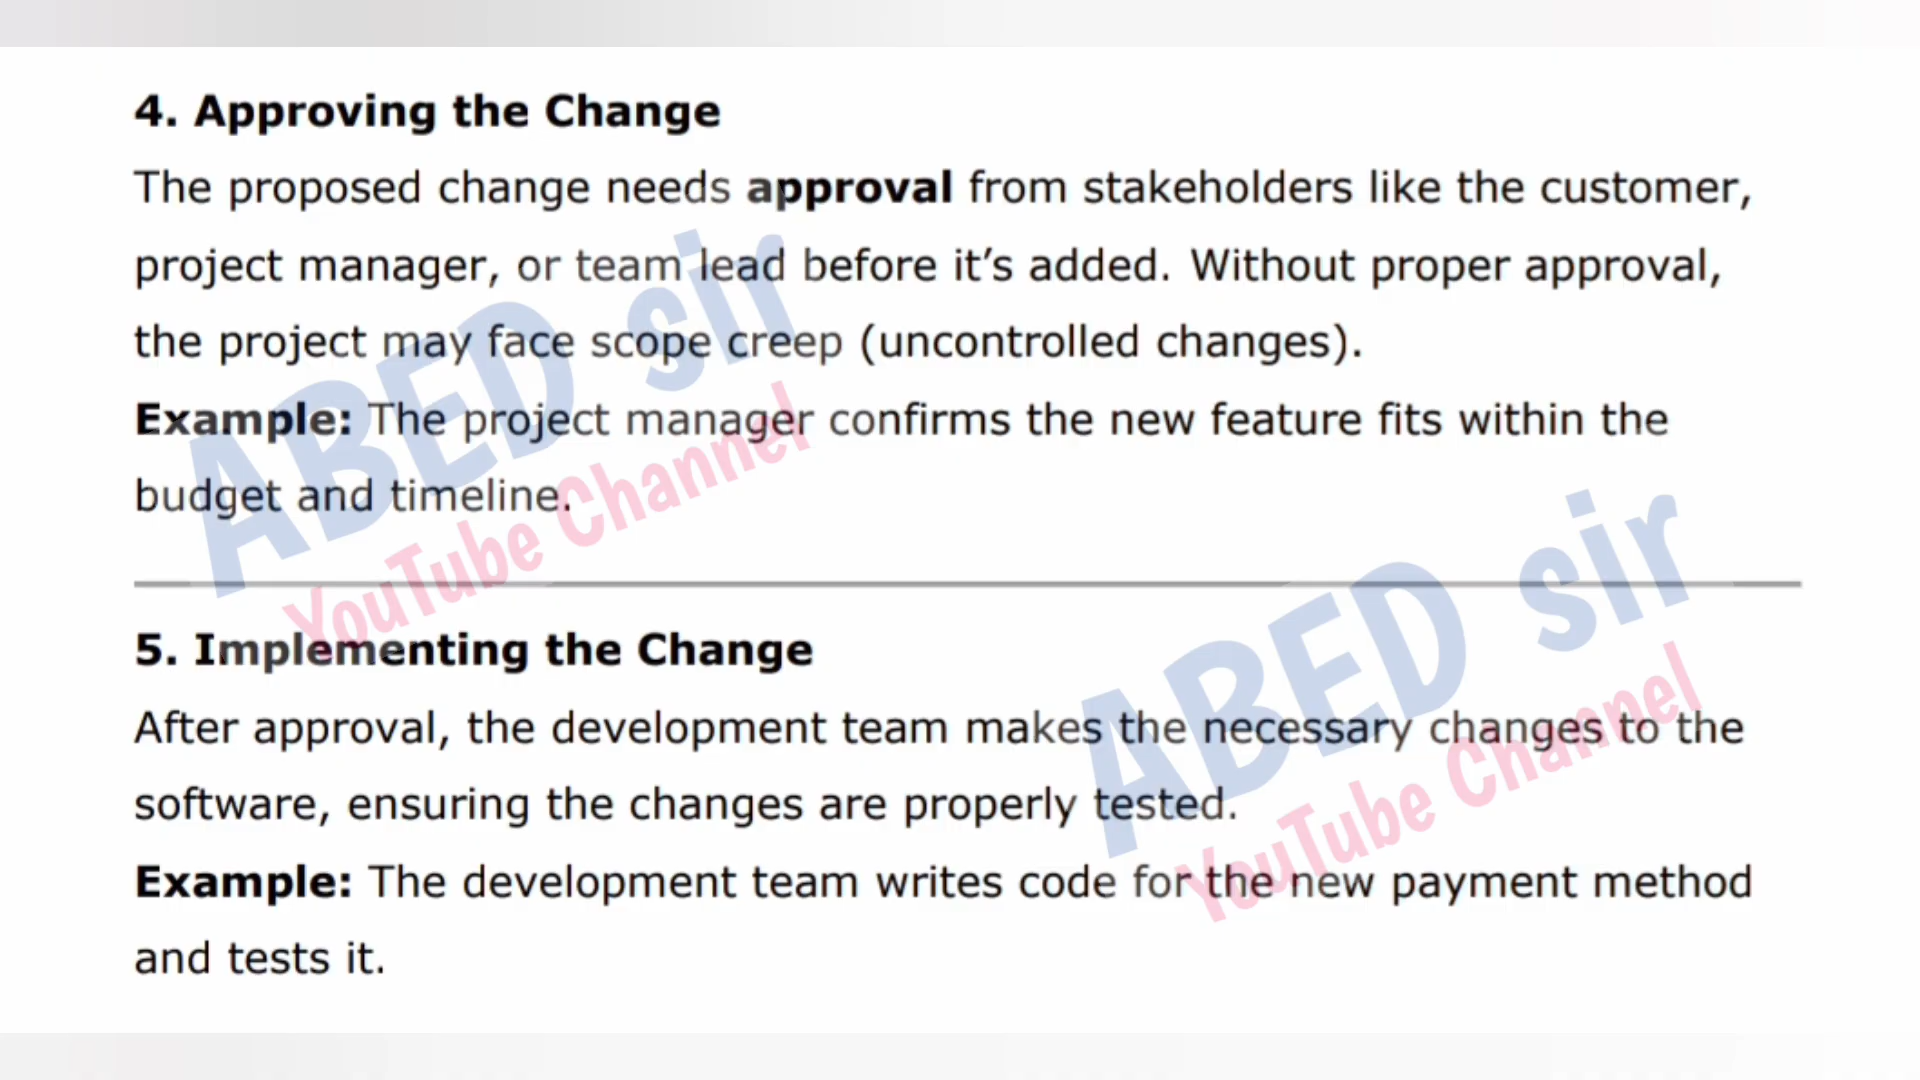 4. Approving the Change
The proposed change needs approval from stakeholders like the customer,
project manager, or team lead before it’s added. Without proper approval,
the project may face scope creep (uncontrolled changes).
Example: The project manager confirms the new feature fits within the
budget and timeline.
ABED sir
YouTube Channel
5. Implementing the Change
After approval, the development team makes the necessary changes to the
software, ensuring the changes are properly tested.
Example: The development team writes code for the new payment method
and tests it.
ABED sir
YouTube Channel